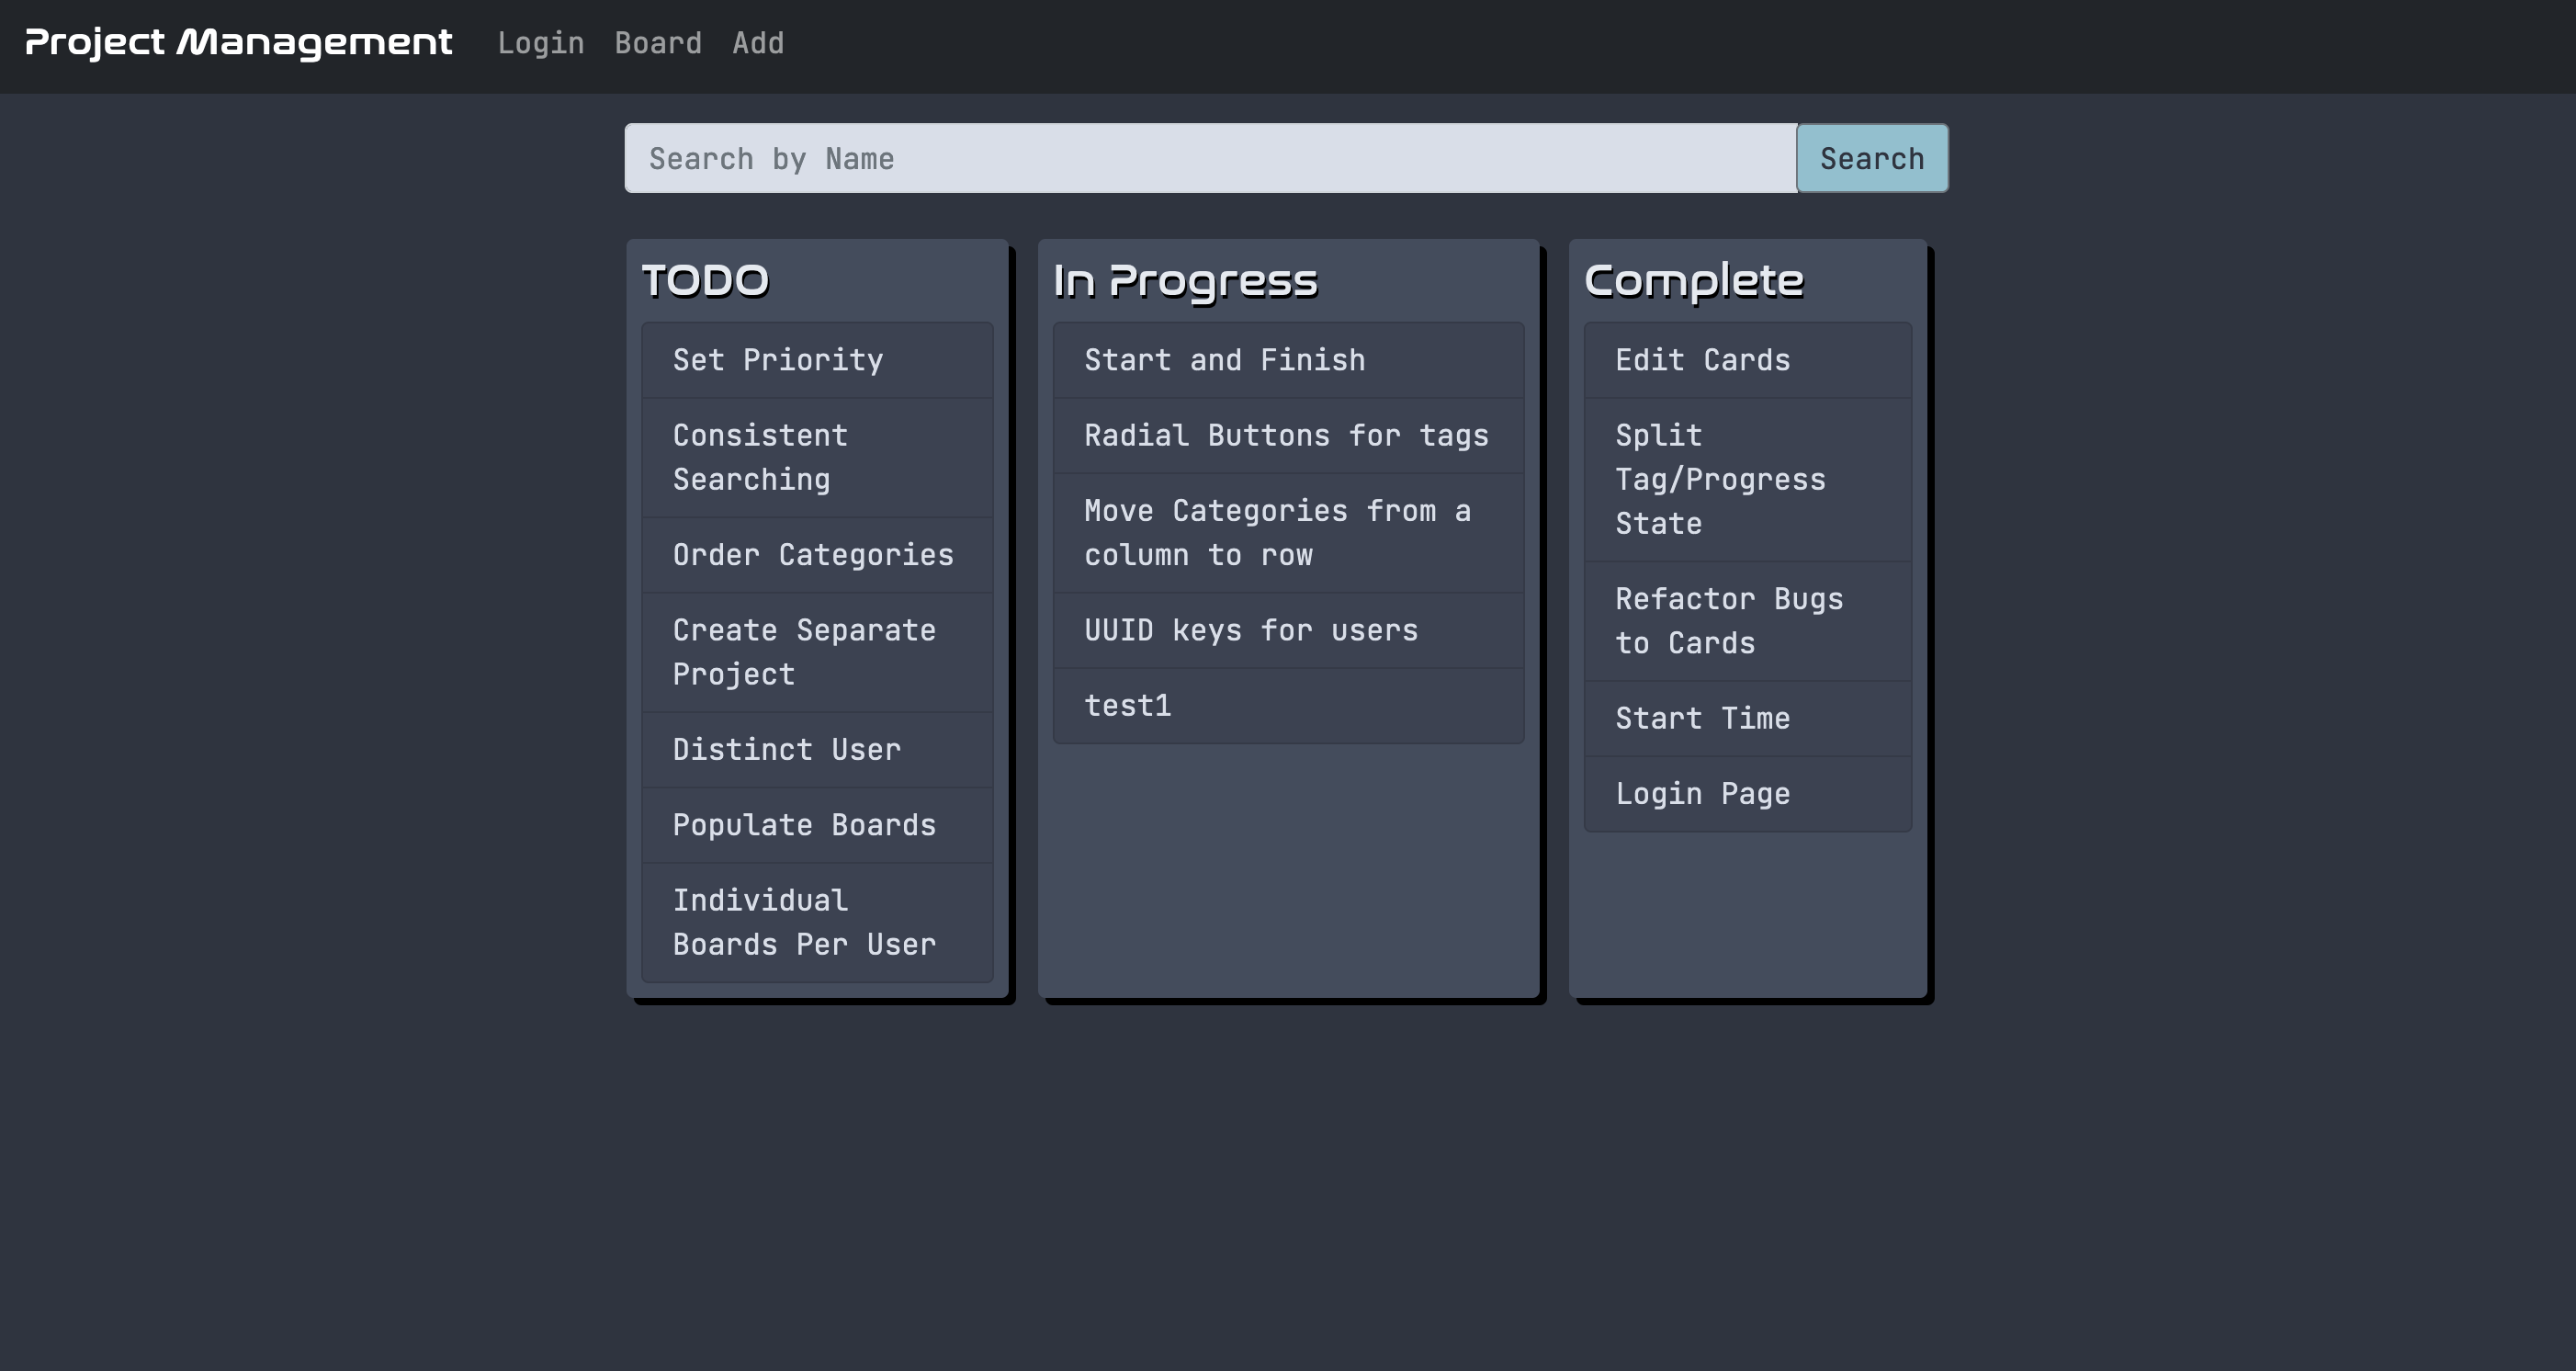 Project Management Login Board Add
Search by Name Search
TODO
Set Priority
Consistent
Searching
Order Categories
Create Separate
Project
Distinct User
Populate Boards
Individual
Boards Per User
In Progress
Start and Finish
Radial Buttons for tags
Move Categories from a
column to row
UUID keys for users
test1
Complete
Edit Cards
Split
Tag/Progress
State
Refactor Bugs
to Cards
Start Time
Login Page